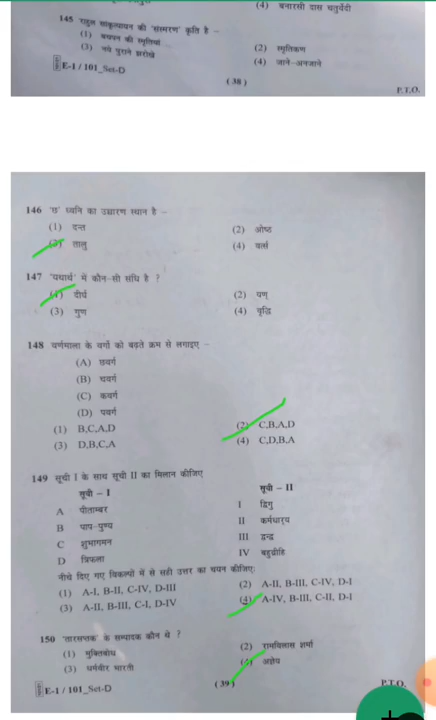 (4) बनारसी दास चतुर्वेदी
145 राहुल सांकृत्यायन की 'संस्मरण' कृति है –
(1) बचपन की स्मृतियां
(2) स्मृतिकण
(3) नये पुराने झरोखे
(4) जाने-अनजाने
E-1 / 101_Set-D
( 38 )
P.T.O.
146 'छ' ध्वनि का उच्चारण स्थान है –
(1) दन्त
(2) ओष्ठ
(3) तालु
(4) वर्त्स
147 'यथार्थ' में कौन-सी संधि है ?
(1) दीर्घ
(2) यण्
(3) गुण
(4) वृद्धि
148 वर्णमाला के वर्गों को बढ़ते क्रम से लगाइए –
(A) छवर्ग
(B) चवर्ग
(C) कवर्ग
(D) पवर्ग
(1) B,C,A,D
(2) C,B,A,D
(3) D,B,C,A
(4) C,D,B,A
149 सूची I के साथ सूची II का मिलान कीजिए
सूची – I
सूची – II
A पीताम्बर
I द्विगु
B पाप-पुण्य
II कर्मधारय
C शुभागमन
III द्वन्द्व
D त्रिफला
IV बहुव्रीहि
नीचे दिए गए विकल्पों में से सही उत्तर का चयन कीजिए:
(1) A-I, B-II, C-IV, D-III
(2) A-II, B-III, C-IV, D-I
(3) A-II, B-III, C-I, D-IV
(4) A-IV, B-III, C-II, D-I
150 'तारसप्तक' के सम्पादक कौन थे ?
(1) मुक्तिबोध
(2) रामविलास शर्मा
(3) धर्मवीर भारती
(4) अज्ञेय
E-1 / 101_Set-D
( 39 )
P.T.O.